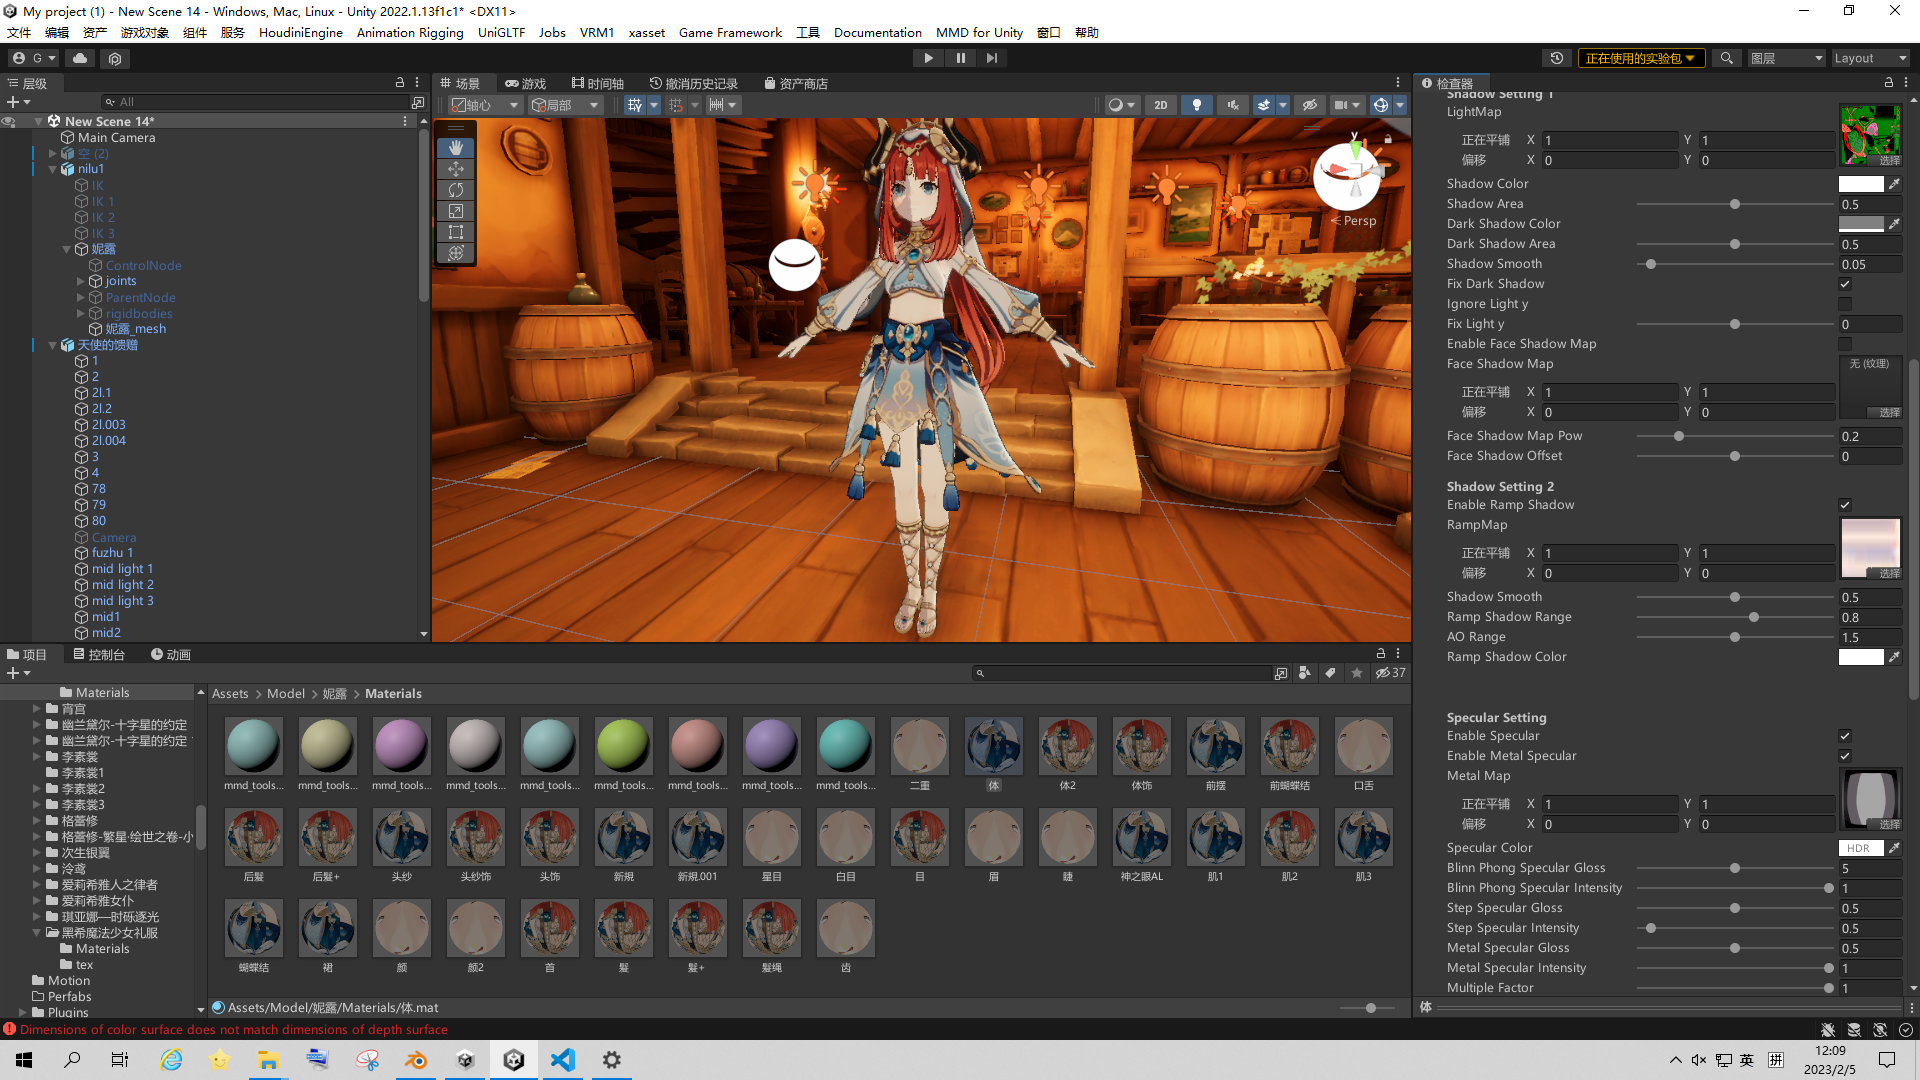 My project (1) - New Scene 14 - Windows, Mac, Linux - Unity 2022.1.13f1c1* <DX11>
文件 编辑 资产 游戏对象 组件 服务 HoudiniEngine Animation Rigging UniGLTF Jobs VRM1 xasset Game Framework 工具 Documentation MMD for Unity 窗口 帮助
G 正在使用的实验包 图层 Layout
层级
All
New Scene 14*
Main Camera
空 (2)
nilu1
IK
IK 1
IK 2
IK 3
妮露
ControlNode
joints
ParentNode
rigidbodies
妮露_mesh
天使的馈赠
1
2
2l.1
2l.2
2l.003
2l.004
3
4
78
79
80
Camera
fuzhu 1
mid light 1
mid light 2
mid light 3
mid1
mid2
场景 游戏 时间轴 撤消历史记录 资产商店
轴心 局部 2D
y
Persp
检查器
Shadow Setting 1
LightMap
正在平铺 X 1 Y 1
偏移 X 0 Y 0
选择
Shadow Color
Shadow Area 0.5
Dark Shadow Color
Dark Shadow Area 0.5
Shadow Smooth 0.05
Fix Dark Shadow
Ignore Light y
Fix Light y 0
Enable Face Shadow Map
Face Shadow Map 无 (纹理)
正在平铺 X 1 Y 1
偏移 X 0 Y 0
选择
Face Shadow Map Pow 0.2
Face Shadow Offset 0
Shadow Setting 2
Enable Ramp Shadow
RampMap
正在平铺 X 1 Y 1
偏移 X 0 Y 0
选择
Shadow Smooth 0.5
Ramp Shadow Range 0.8
AO Range 1.5
Ramp Shadow Color
Specular Setting
Enable Specular
Enable Metal Specular
Metal Map
正在平铺 X 1 Y 1
偏移 X 0 Y 0
选择
Specular Color HDR
Blinn Phong Specular Gloss 5
Blinn Phong Specular Intensity 1
Step Specular Gloss 0.5
Step Specular Intensity 0.5
Metal Specular Gloss 0.5
Metal Specular Intensity 1
Multiple Factor 1
体
项目 控制台 动画
37
Materials
宵宫
幽兰黛尔-十字星的约定
幽兰黛尔-十字星的约定
李素裳
李素裳1
李素裳2
李素裳3
格蕾修
格蕾修-繁星·绘世之卷-小
次生银翼
泠鸢
爱莉希雅人之律者
爱莉希雅女仆
琪亚娜—时砾逐光
黑希魔法少女礼服
Materials
tex
Motion
Perfabs
Plugins
Assets > Model > 妮露 > Materials
mmd_tools... mmd_tools... mmd_tools... mmd_tools... mmd_tools... mmd_tools... mmd_tools... mmd_tools... mmd_tools... 二重 体 体2 体饰 前摆 前蝴蝶结 口舌
后髪 后髪+ 头纱 头纱饰 头饰 新規 新規.001 星目 白目 目 眉 睫 神之眼AL 肌1 肌2 肌3
蝴蝶结 裙 颜 颜2 首 髪 髪+ 髪绳 齿
Assets/Model/妮露/Materials/体.mat
Dimensions of color surface does not match dimensions of depth surface
英 拼
12:09
2023/2/5